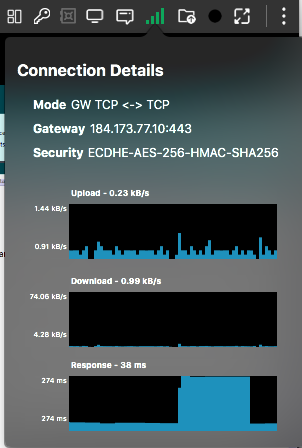 Connection Details
Mode GW TCP <-> TCP
Gateway 184.173.77.10:443
Security ECDHE-AES-256-HMAC-SHA256
Upload - 0.23 kB/s
1.44 kB/s
0.91 kB/s
Download - 0.99 kB/s
74.06 kB/s
4.28 kB/s
Response - 38 ms
274 ms
274 ms